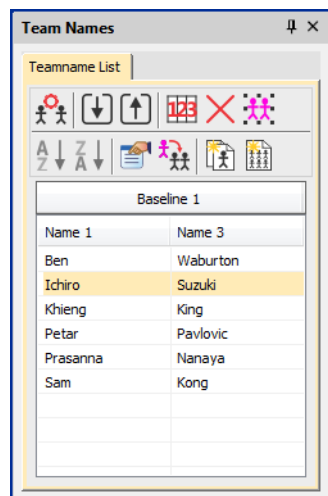 Team Names
Teamname List
123
A Z Z A
Baseline 1
Name 1 Name 3
Ben Waburton
Ichiro Suzuki
Khieng King
Petar Pavlovic
Prasanna Nanaya
Sam Kong